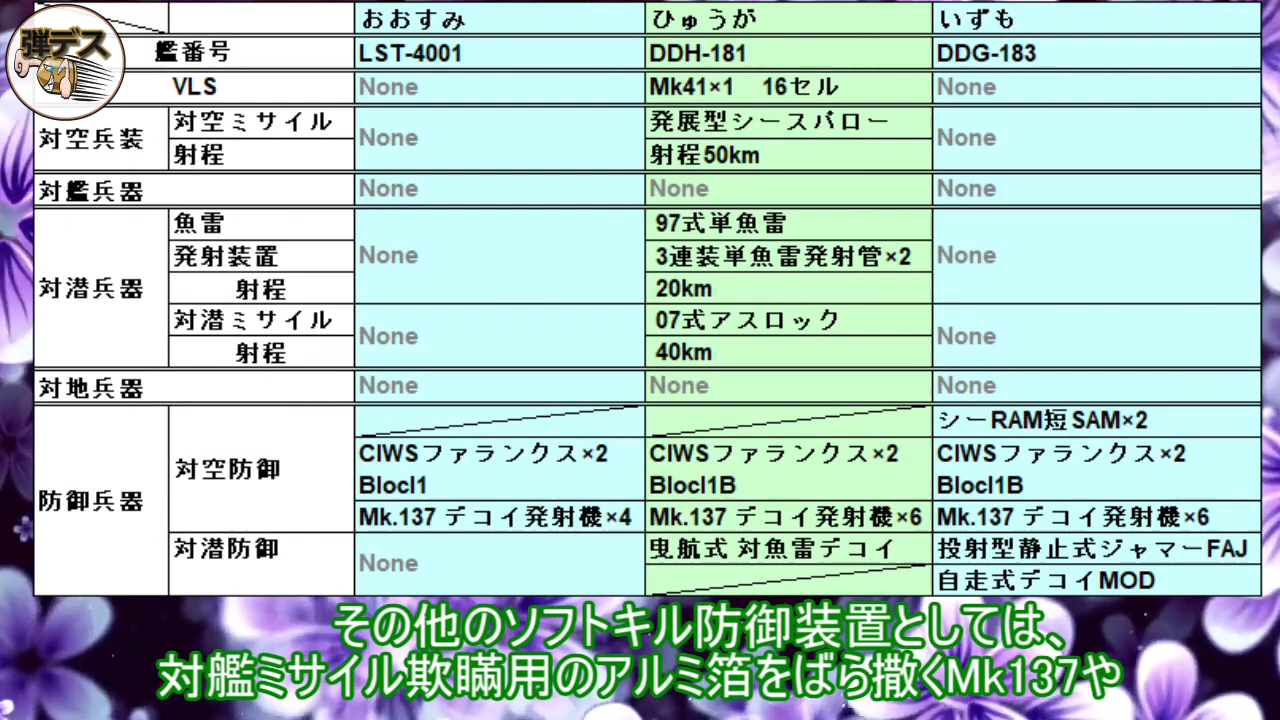 弾デス
おおすみ ひゅうが いずも
艦番号 LST-4001 DDH-181 DDG-183
VLS None Mk41×1 16セル None
対空兵装 対空ミサイル None 発展型シースパロー None
射程 射程50km
対艦兵器 None None None
対潜兵器 魚雷 None 97式単魚雷 None
発射装置 3連装単魚雷発射管×2
射程 20km
対潜ミサイル None 07式アスロック None
射程 40km
対地兵器 None None None
防御兵器 対空防御 シーRAM短SAM×2
CIWSファランクス×2 CIWSファランクス×2 CIWSファランクス×2
Blocl1 Blocl1B Blocl1B
Mk.137 デコイ発射機×4 Mk.137 デコイ発射機×6 Mk.137 デコイ発射機×6
対潜防御 None 曳航式 対魚雷デコイ 投射型静止式ジャマーFAJ
自走式デコイMOD
その他のソフトキル防御装置としては、
対艦ミサイル欺瞞用のアルミ箔をばら撒くMk137や